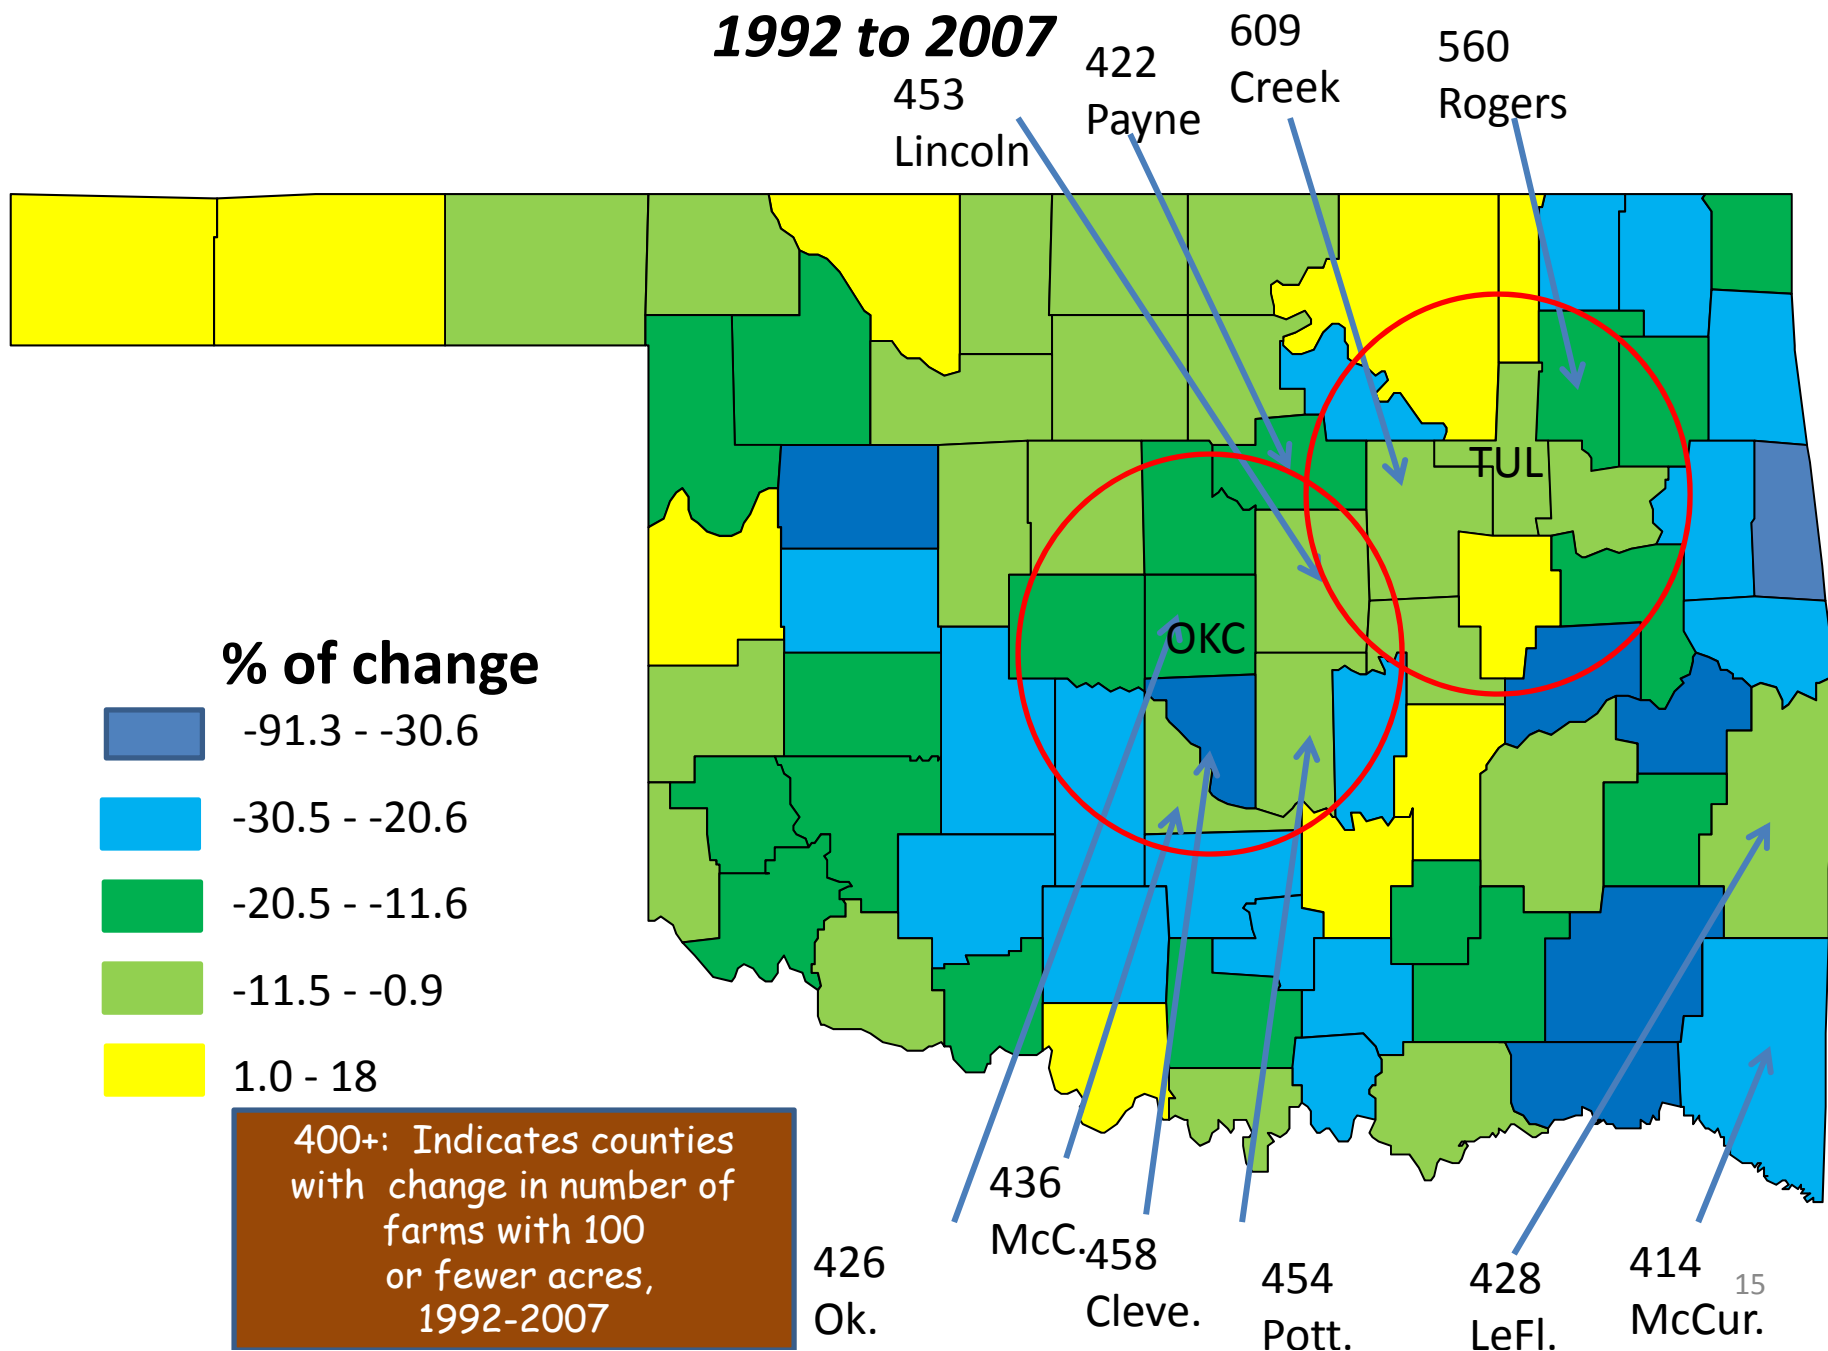 1992 to 2007
453
Lincoln
422
Payne
609
Creek
560
Rogers
TUL
OKC
% of change
-91.3 - -30.6
-30.5 - -20.6
-20.5 - -11.6
-11.5 - -0.9
1.0 - 18
400+:  Indicates counties
with  change in number of
farms with 100
or fewer acres,
1992-2007
426
Ok.
436
McC.
458
Cleve.
454
Pott.
428
LeFl.
414
McCur.
15